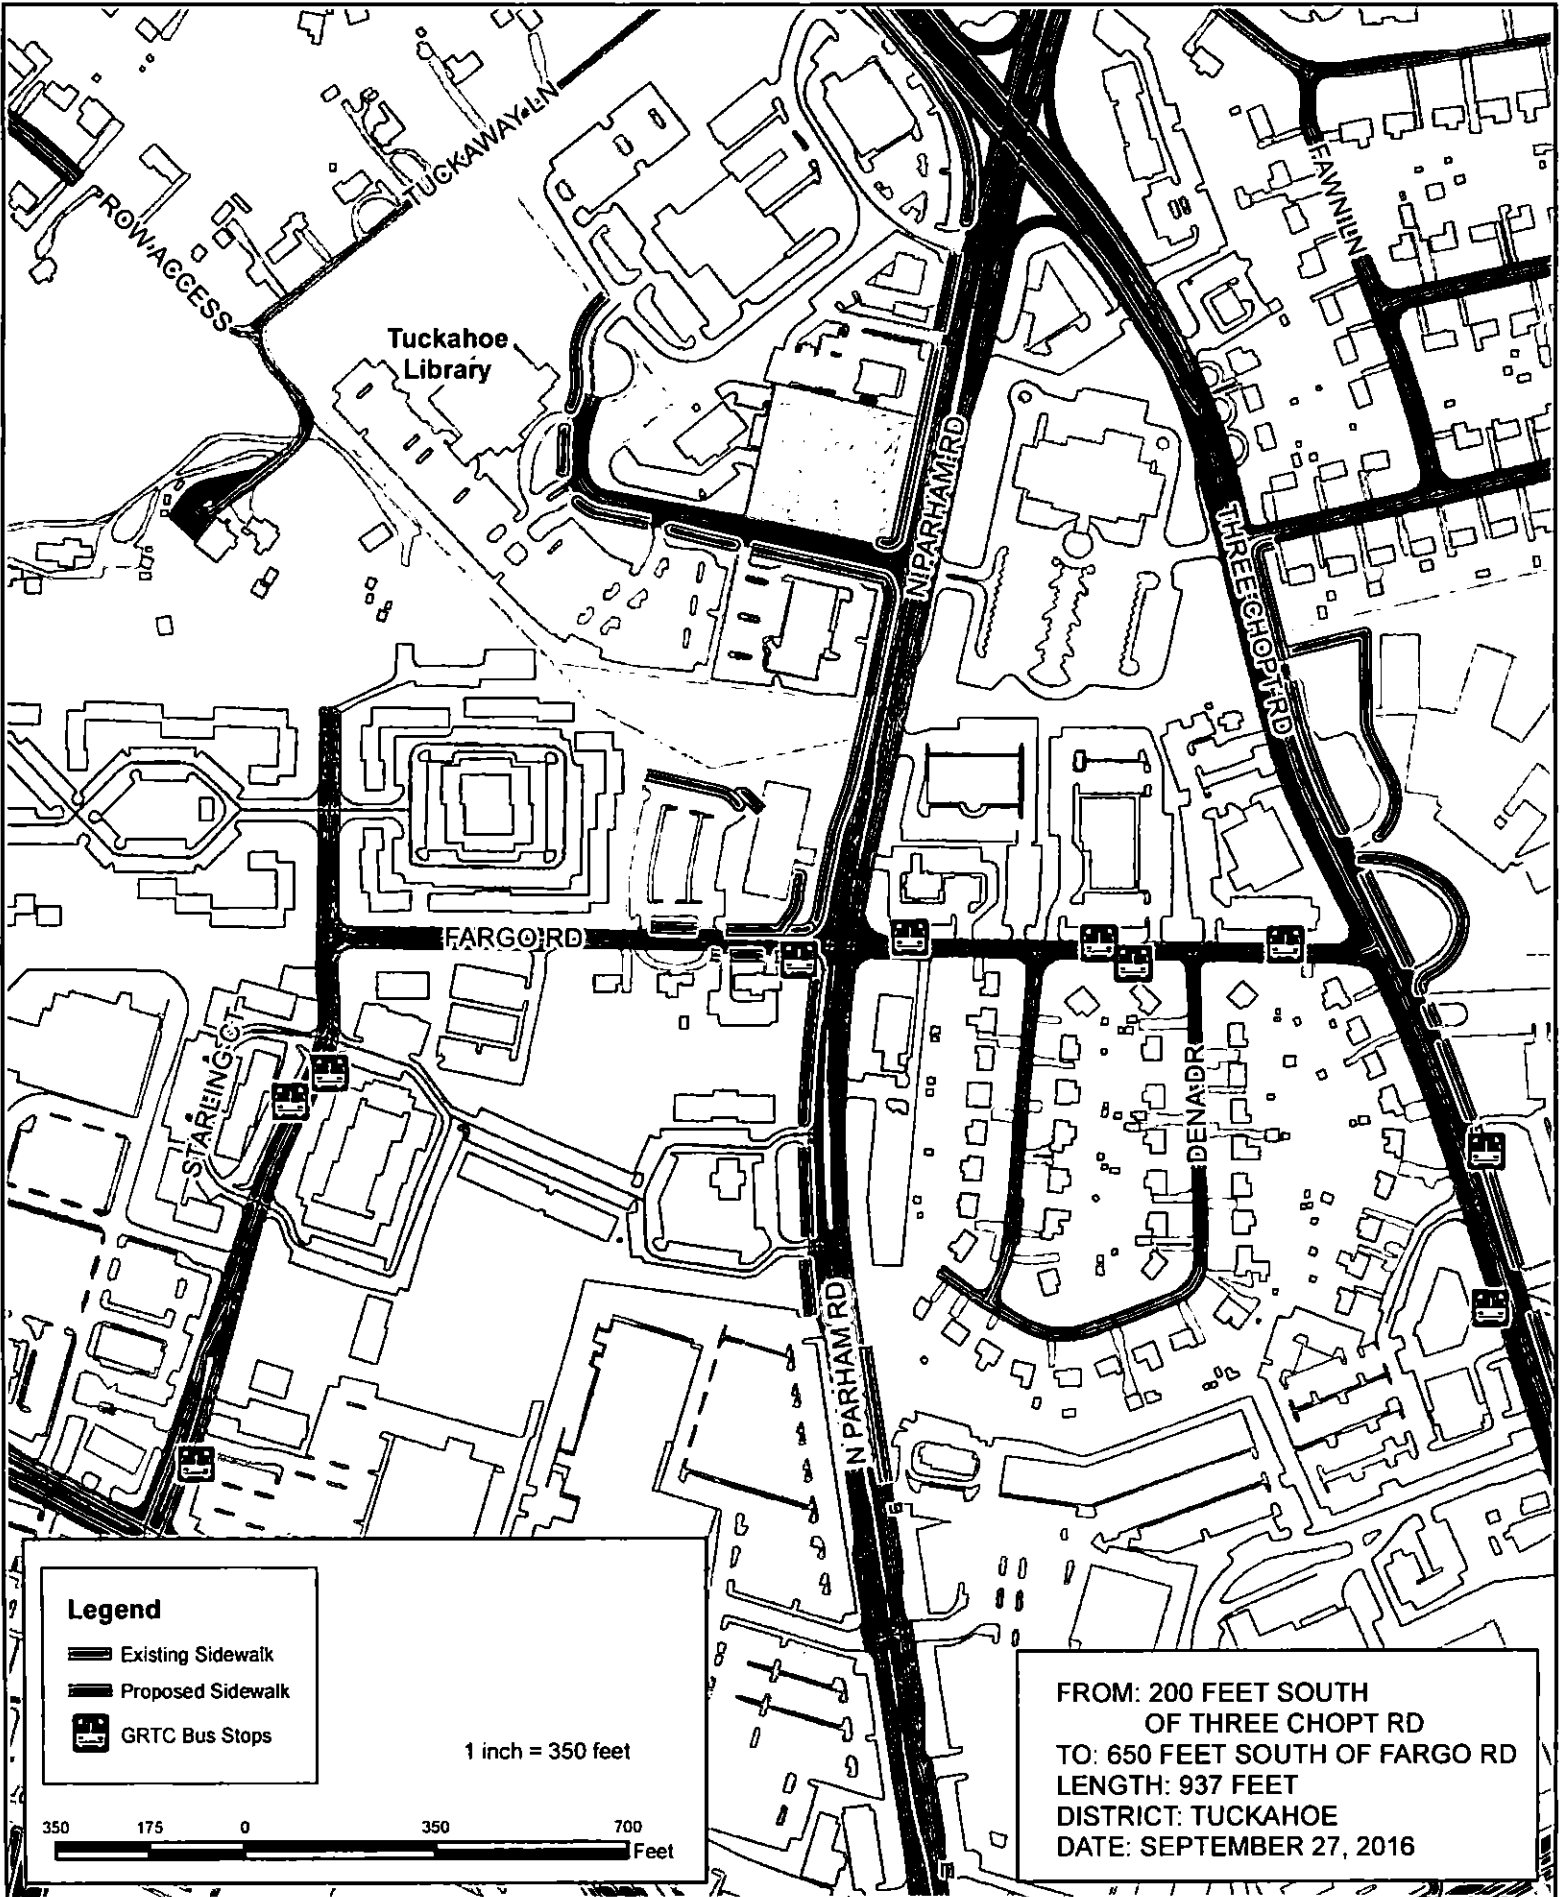 TUCKAWAY LN
ROW ACCESS
FAWN LN
Tuckahoe
Library
N PARHAM RD
THREE CHOPT RD
FARGO RD
STARLING CT
DENA DR
N PARHAM RD
Legend
Existing Sidewalk
Proposed Sidewalk
GRTC Bus Stops
1 inch = 350 feet
350 175 0 350 700
Feet
FROM: 200 FEET SOUTH
OF THREE CHOPT RD
TO: 650 FEET SOUTH OF FARGO RD
LENGTH: 937 FEET
DISTRICT: TUCKAHOE
DATE: SEPTEMBER 27, 2016